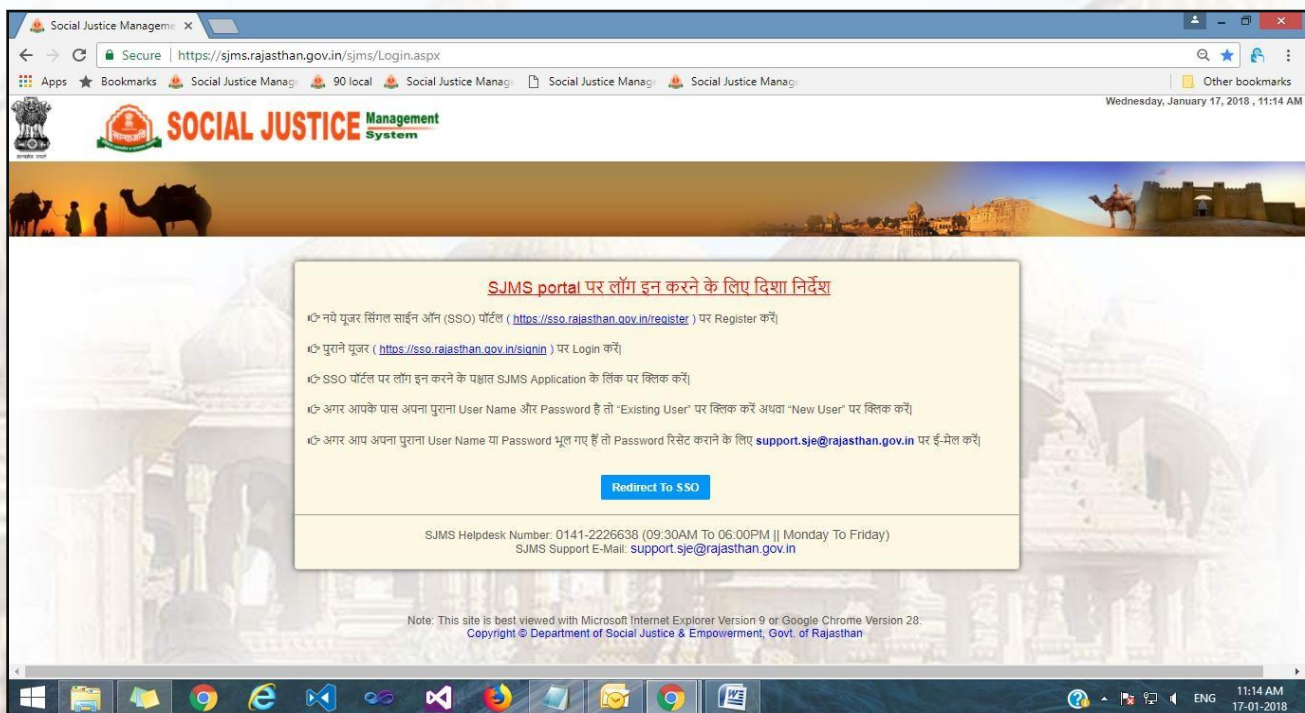 Social Justice Manageme
Secure | https://sjms.rajasthan.gov.in/sjms/Login.aspx
Apps Bookmarks Social Justice Manag 90 local Social Justice Manag Social Justice Manag Social Justice Manag Other bookmarks
Wednesday, January 17, 2018 , 11:14 AM
SOCIAL JUSTICE Management System
SJMS portal पर लॉग इन करने के लिए दिशा निर्देश
नये यूजर सिंगल साईन ऑन (SSO) पॉर्टल ( https://sso.rajasthan.gov.in/register ) पर Register करें|
पुराने यूजर ( https://sso.rajasthan.gov.in/signin ) पर Login करें|
SSO पॉर्टल पर लॉग इन करने के पश्चात SJMS Application के लिंक पर क्लिक करें|
अगर आपके पास अपना पुराना User Name और Password है तो “Existing User” पर क्लिक करें अथवा “New User” पर क्लिक करें|
अगर आप अपना पुराना User Name या Password भूल गए हैं तो Password रिसेट कराने के लिए support.sje@rajasthan.gov.in पर ई-मेल करें|
Redirect To SSO
SJMS Helpdesk Number: 0141-2226638 (09:30AM To 06:00PM || Monday To Friday)
SJMS Support E-Mail: support.sje@rajasthan.gov.in
Note: This site is best viewed with Microsoft Internet Explorer Version 9 or Google Chrome Version 28.
Copyright © Department of Social Justice & Empowerment, Govt. of Rajasthan
ENG 11:14 AM
17-01-2018